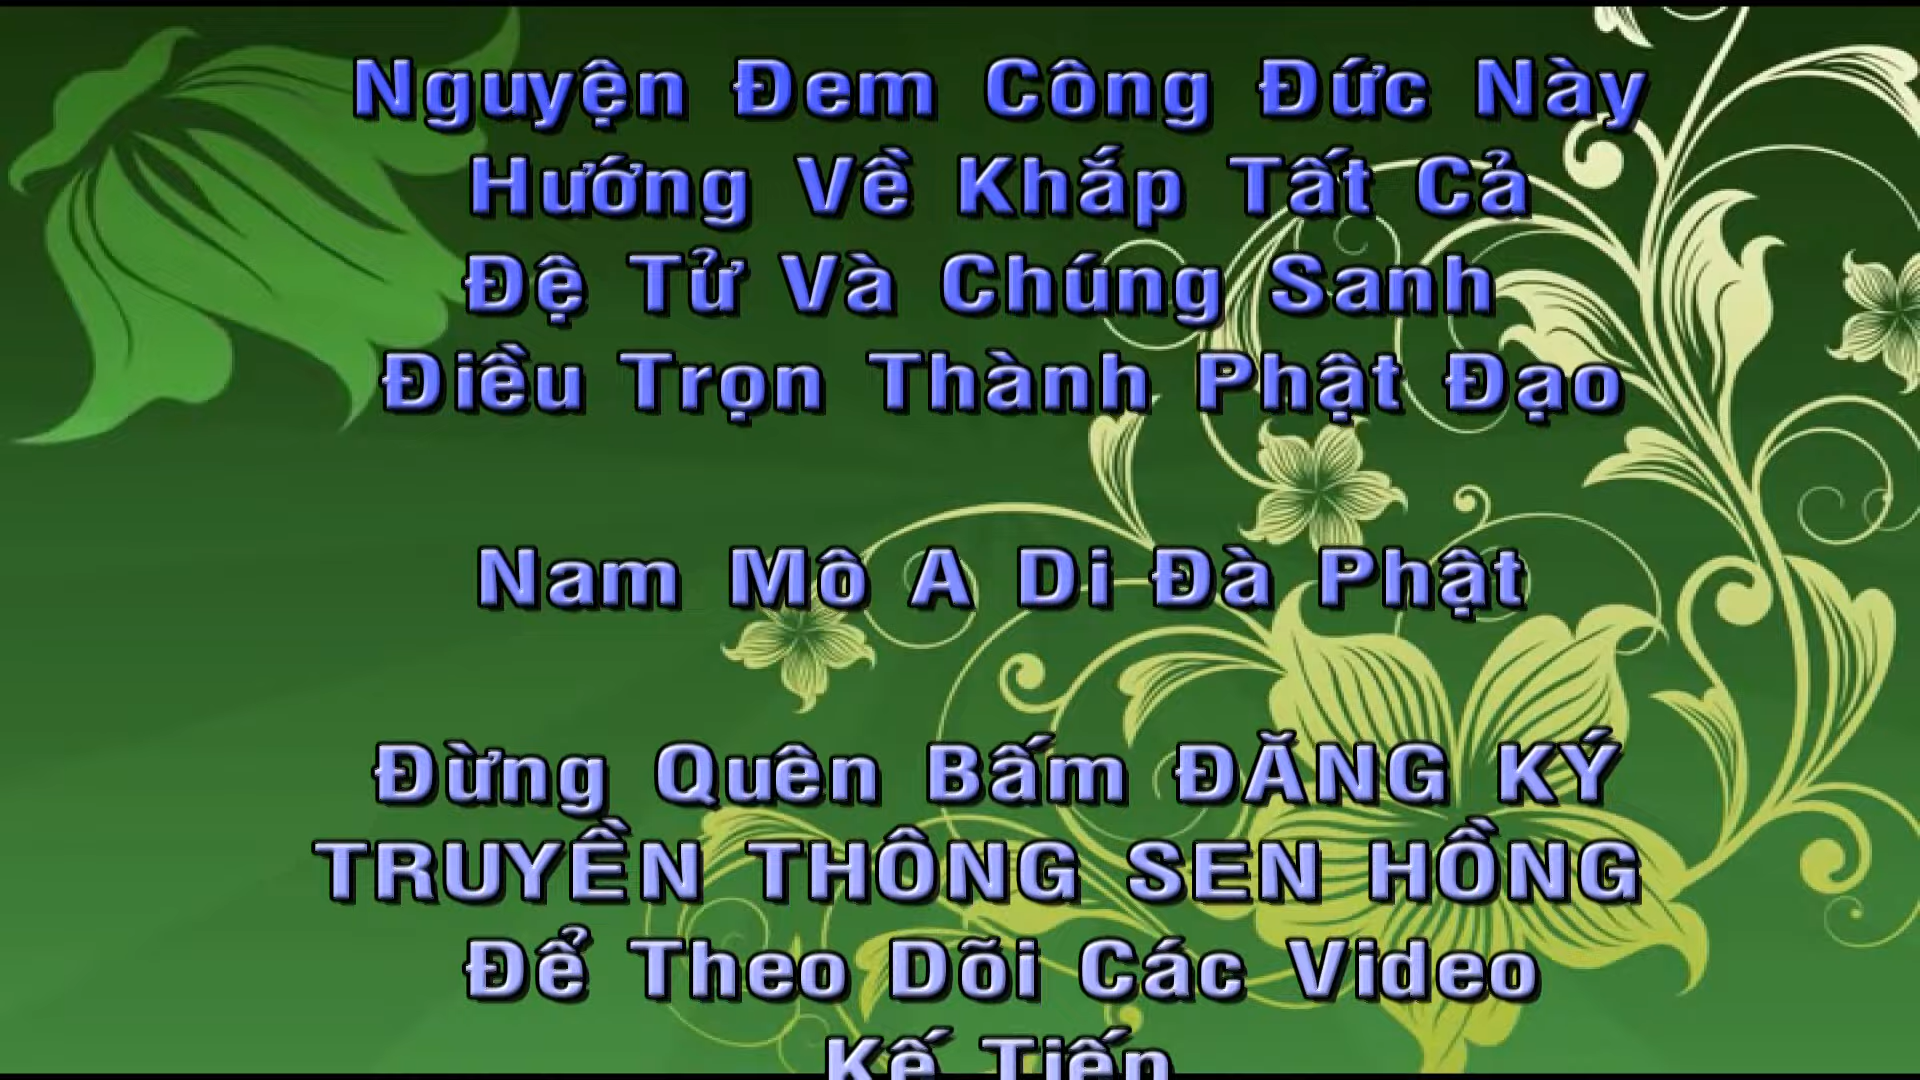 Nguyện Đem Công Đức Này
Hướng Về Khắp Tất Cả
Đệ Tử Và Chúng Sanh
Điều Trọn Thành Phật Đạo
Nam Mô A Di Đà Phật
Đừng Quên Bấm ĐĂNG KÝ
TRUYỀN THÔNG SEN HỒNG
Để Theo Dõi Các Video
Kế Tiếp